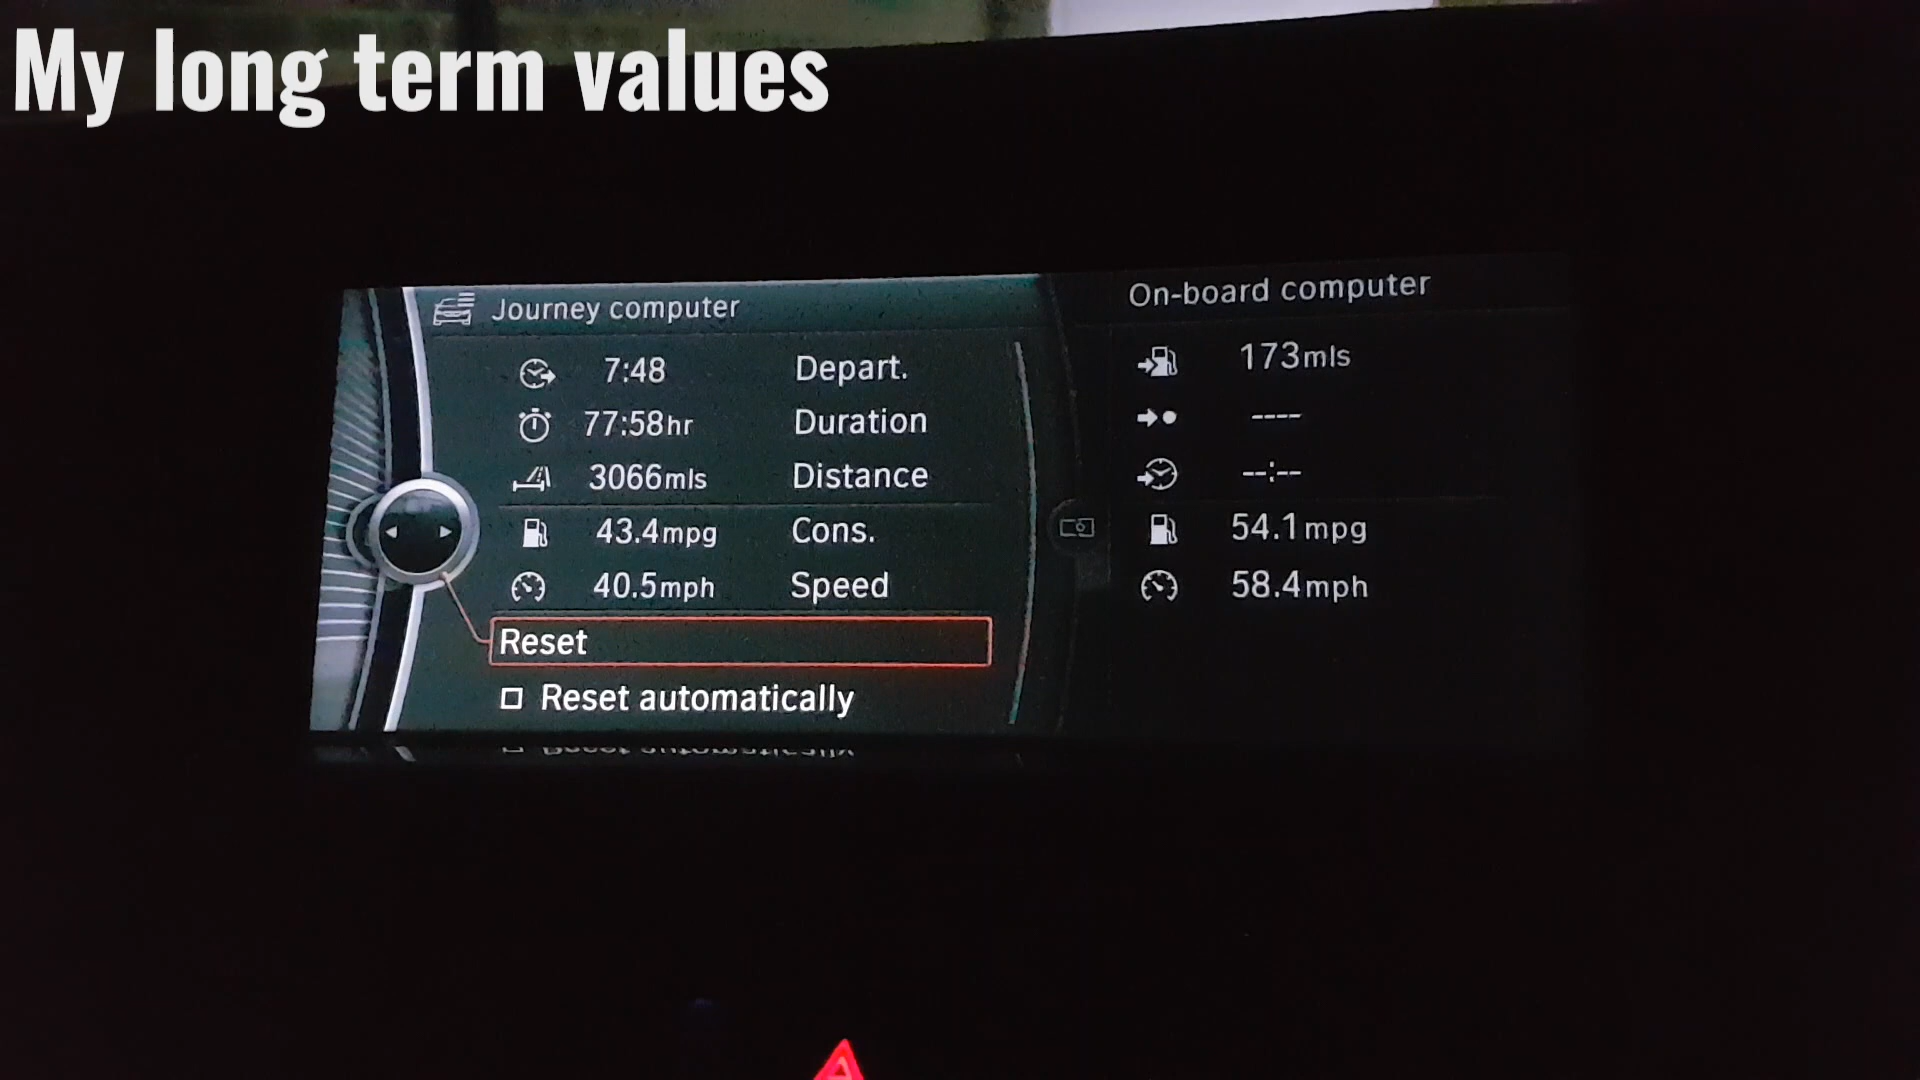 My long term values
Journey computer
7:48 Depart.
77:58hr Duration
3066mls Distance
43.4mpg Cons.
40.5mph Speed
Reset
Reset automatically
On-board computer
173mls
----
--:--
54.1mpg
58.4mph